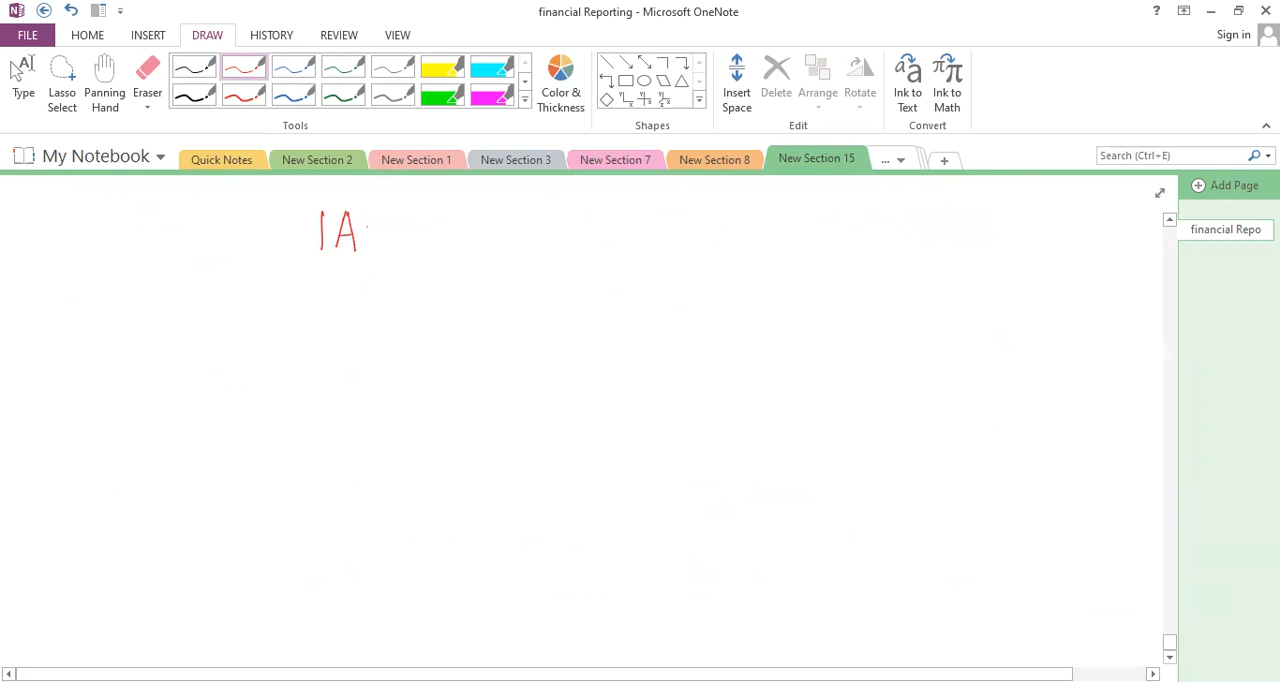 financial Reporting - Microsoft OneNote
?
FILE HOME INSERT DRAW HISTORY REVIEW VIEW Sign in
Type Lasso Select Panning Hand Eraser Color & Thickness Insert Space Delete Arrange Rotate Ink to Text Ink to Math
Tools Shapes Edit Convert
My Notebook Quick Notes New Section 2 New Section 1 New Section 3 New Section 7 New Section 8 New Section 15 ... Search (Ctrl+E)
Add Page
financial Repo
IA